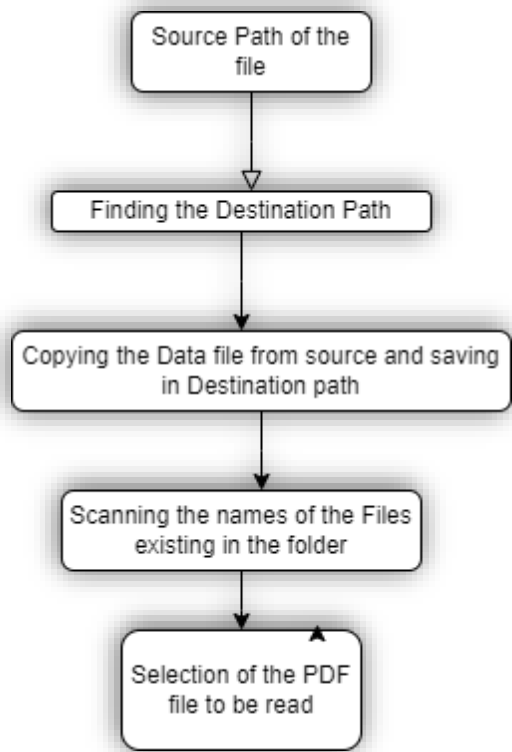 Source Path of the
file
Finding the Destination Path
Copying the Data file from source and saving
in Destination path
Scanning the names of the Files
existing in the folder
Selection of the PDF
file to be read